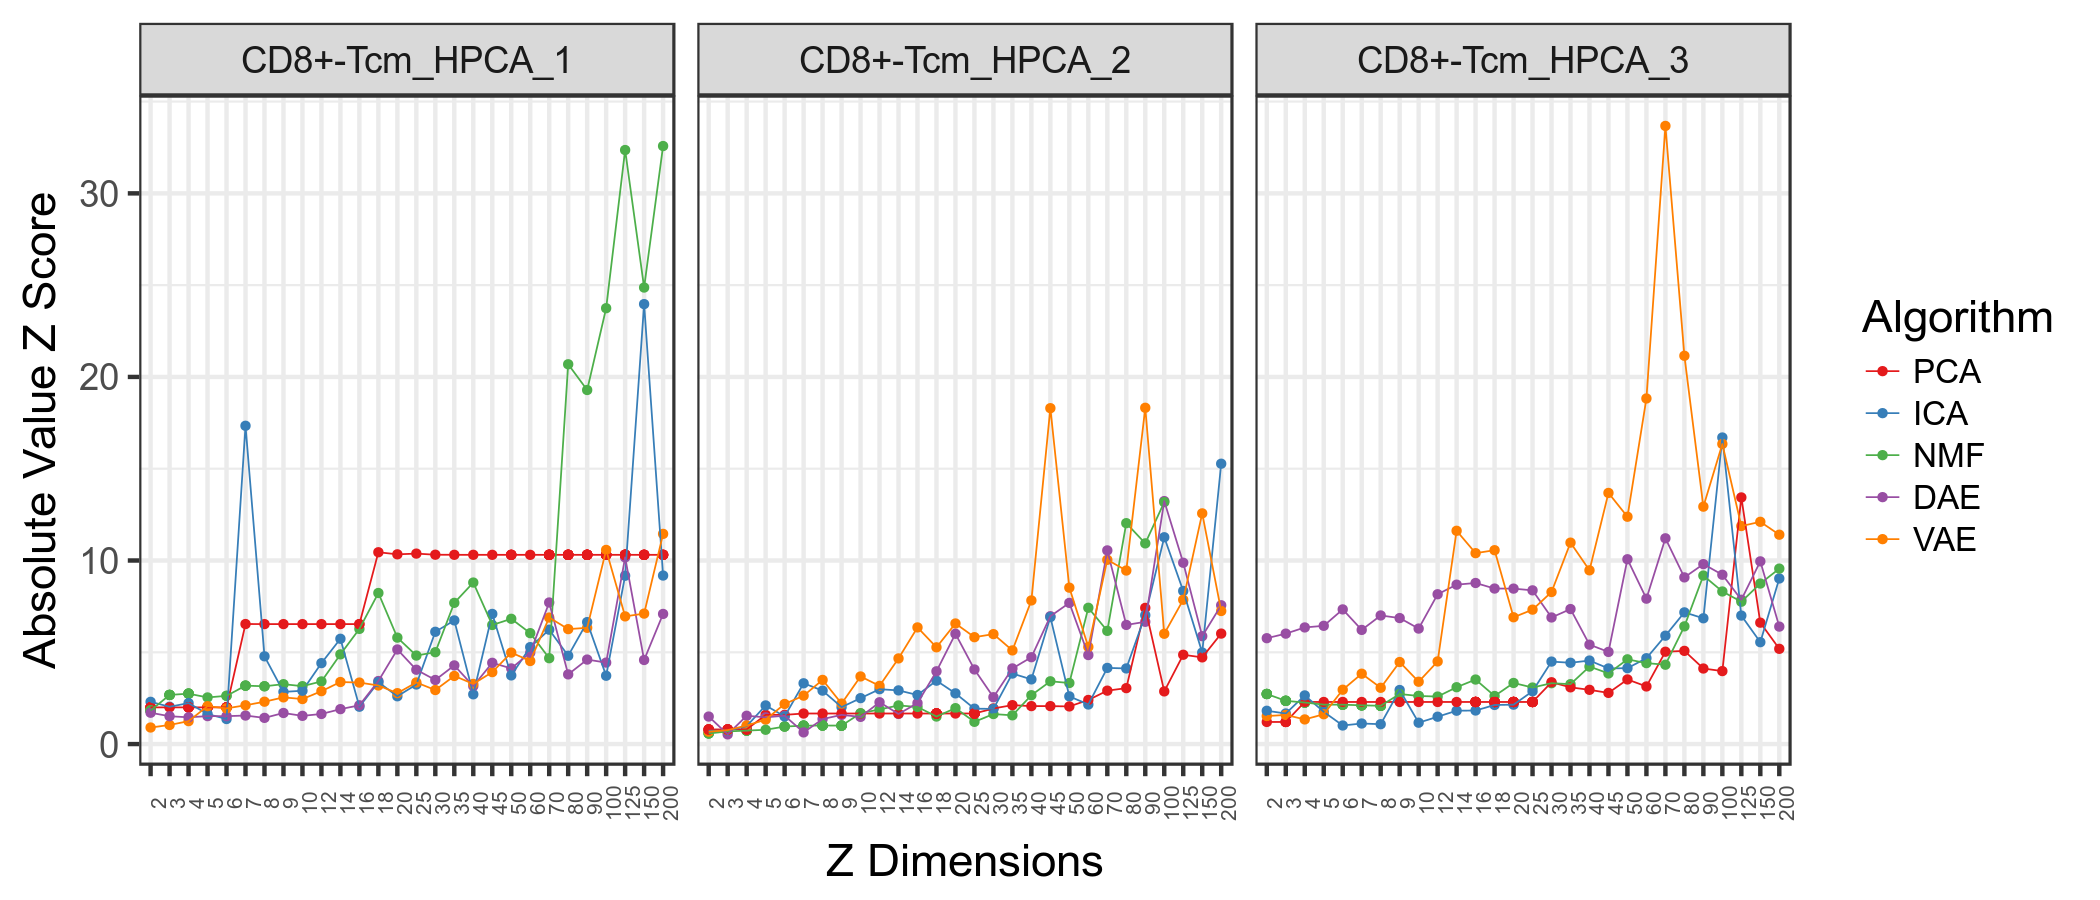 CD8+-Tcm_HPCA_1 CD8+-Tcm_HPCA_2 CD8+-Tcm_HPCA_3
Absolute Value Z Score
30
20
10
0
2 3 4 5 6 7 8 9 10 12 14 16 18 20 25 30 35 40 45 50 60 70 80 90 100 125 150 200
2 3 4 5 6 7 8 9 10 12 14 16 18 20 25 30 35 40 45 50 60 70 80 90 100 125 150 200
2 3 4 5 6 7 8 9 10 12 14 16 18 20 25 30 35 40 45 50 60 70 80 90 100 125 150 200
Z Dimensions
Algorithm
PCA
ICA
NMF
DAE
VAE